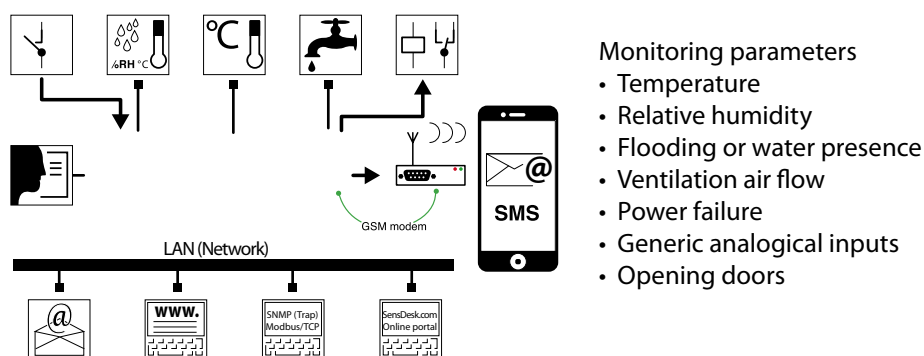 %RH °C
°C
@
SMS
GSM modem
LAN (Network)
@
www.
SNMP (Trap)
Modbus/TCP
SensDesk.com
Online portal
Monitoring parameters
• Temperature
• Relative humidity
• Flooding or water presence
• Ventilation air flow
• Power failure
• Generic analogical inputs
• Opening doors